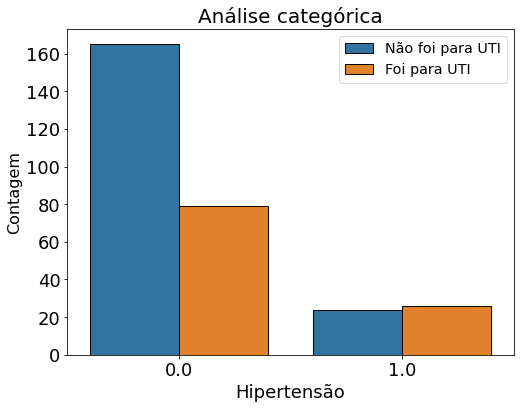 Análise categórica
Não foi para UTI
Foi para UTI
160
140
120
100
80
60
40
20
0
Contagem
0.0
1.0
Hipertensão